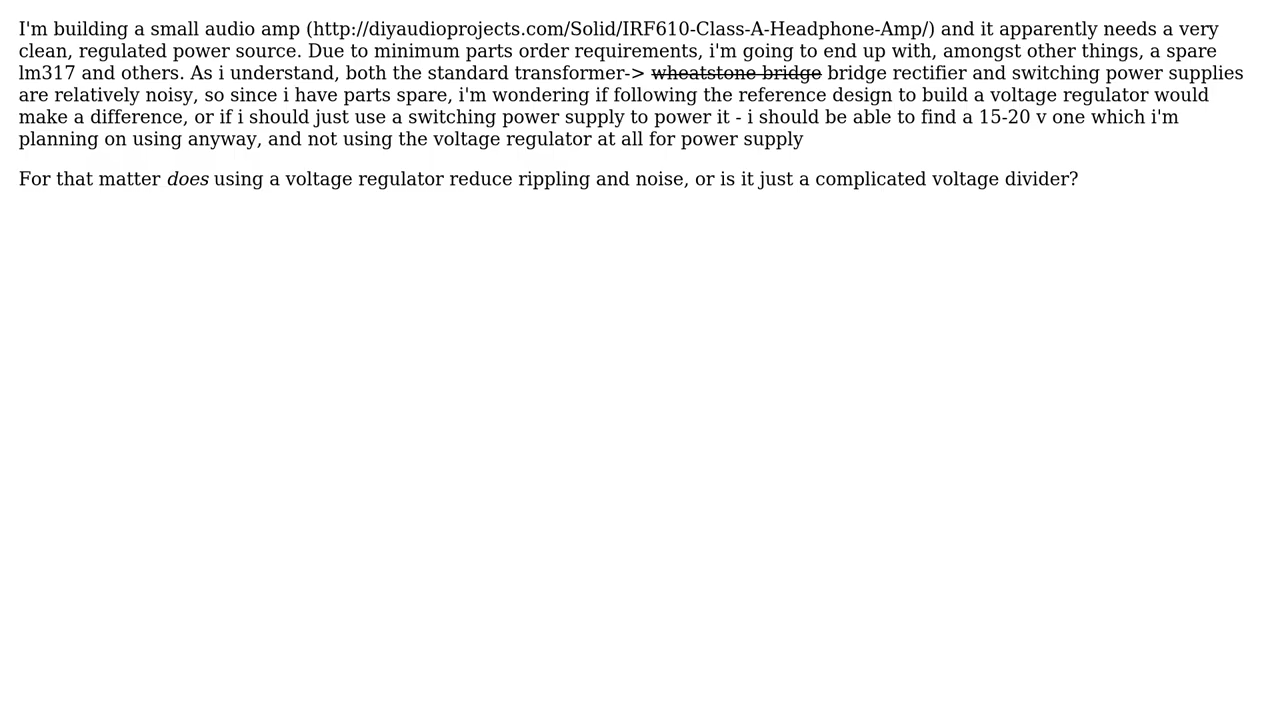 I'm building a small audio amp (http://diyaudioprojects.com/Solid/IRF610-Class-A-Headphone-Amp/) and it apparently needs a very
clean, regulated power source. Due to minimum parts order requirements, i'm going to end up with, amongst other things, a spare
lm317 and others. As i understand, both the standard transformer-> wheatstone bridge bridge rectifier and switching power supplies
are relatively noisy, so since i have parts spare, i'm wondering if following the reference design to build a voltage regulator would
make a difference, or if i should just use a switching power supply to power it - i should be able to find a 15-20 v one which i'm
planning on using anyway, and not using the voltage regulator at all for power supply
For that matter does using a voltage regulator reduce rippling and noise, or is it just a complicated voltage divider?